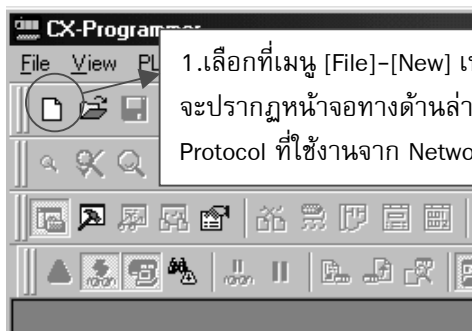 CX-Programmer
File View PL
1.เลือกที่เมนู [File]-[New]
จะปรากฏหน้าจอทางด้านล่า
Protocol ที่ใช้งานจาก Netwo